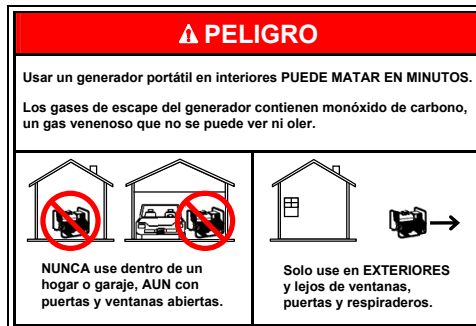 PELIGRO
Usar un generador portátil en interiores PUEDE MATAR EN MINUTOS.
Los gases de escape del generador contienen monóxido de carbono,
un gas venenoso que no se puede ver ni oler.
NUNCA use dentro de un
hogar o garaje, AUN con
puertas y ventanas abiertas.
Solo use en EXTERIORES
y lejos de ventanas,
puertas y respiraderos.